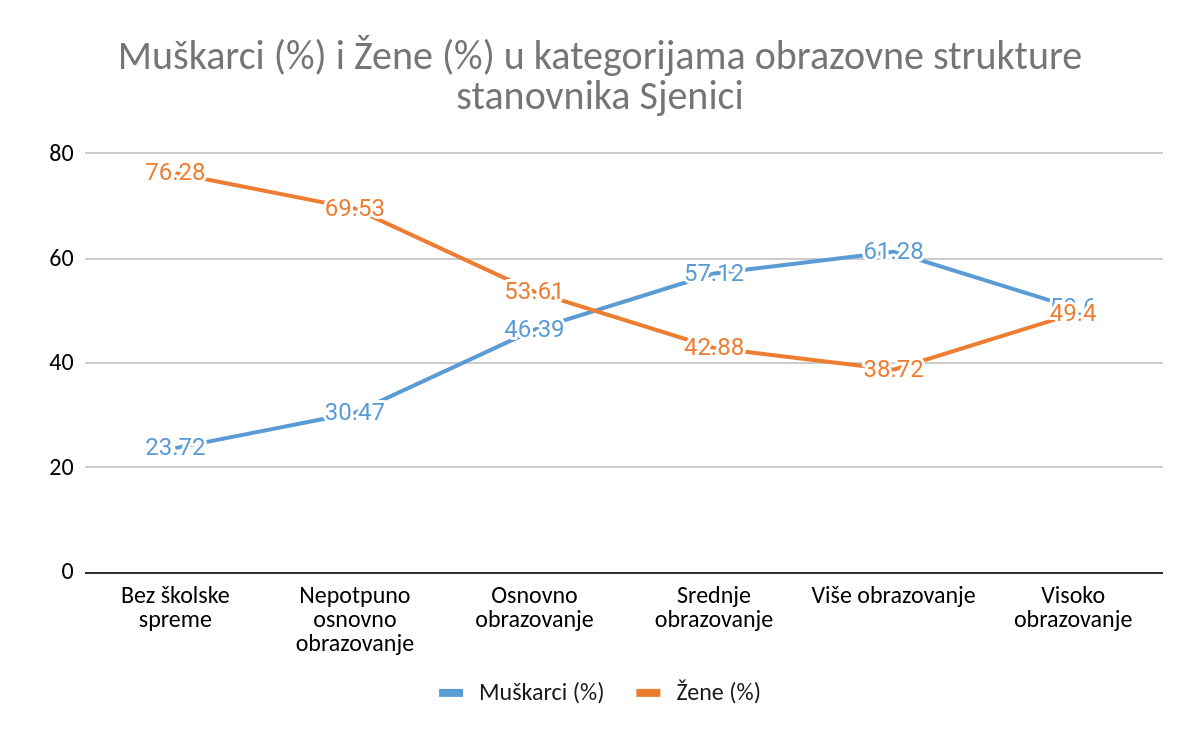 Muškarci (%) i Žene (%) u kategorijama obrazovne strukture
stanovnika Sjenici
80
76.28
69.53
60
61.28
57.12
53.61
49.4
46.39
42.88
40
38.72
30.47
23.72
20
0
Bez školske
spreme
Nepotpuno
osnovno
obrazovanje
Osnovno
obrazovanje
Srednje
obrazovanje
Više obrazovanje
Visoko
obrazovanje
Muškarci (%)
Žene (%)